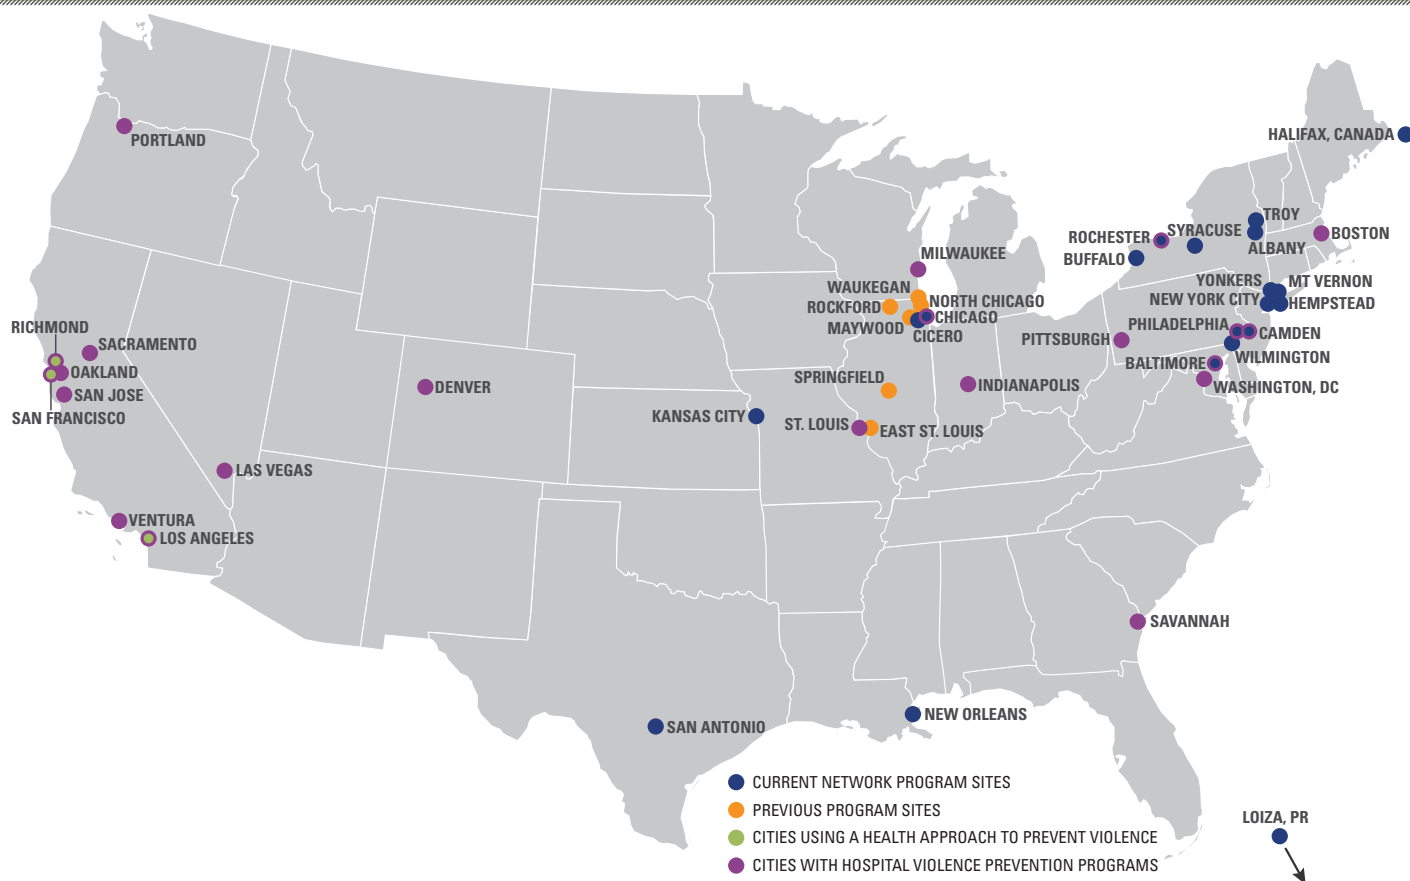 PORTLAND
HALIFAX, CANADA
TROY
SYRACUSE
ROCHESTER
BOSTON
ALBANY
BUFFALO
MILWAUKEE
YONKERS
MT VERNON
WAUKEGAN
NEW YORK CITY
HEMPSTEAD
NORTH CHICAGO
ROCKFORD
CHICAGO
MAYWOOD
CICERO
PHILADELPHIA
CAMDEN
PITTSBURGH
RICHMOND
SACRAMENTO
WILMINGTON
BALTIMORE
OAKLAND
SPRINGFIELD
INDIANAPOLIS
WASHINGTON, DC
DENVER
SAN JOSE
SAN FRANCISCO
KANSAS CITY
ST. LOUIS
EAST ST. LOUIS
LAS VEGAS
VENTURA
LOS ANGELES
SAVANNAH
NEW ORLEANS
SAN ANTONIO
CURRENT NETWORK PROGRAM SITES
PREVIOUS PROGRAM SITES
CITIES USING A HEALTH APPROACH TO PREVENT VIOLENCE
CITIES WITH HOSPITAL VIOLENCE PREVENTION PROGRAMS
LOIZA, PR